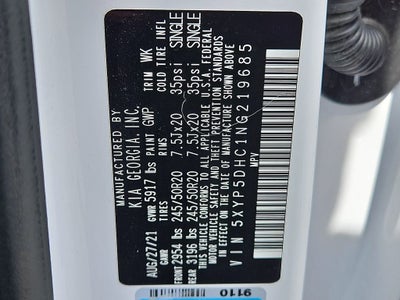 MANUFACTURED BY
KIA GEORGIA, INC.
AUG/27/21 GVWR 5917 lbs PAINT GWP TRIM WK
GAWR Tires Rims COLD TIRE INFL
FRONT 2954 lbs 245/50R20 7.5Jx20 35psi SINGLE
REAR 3196 lbs 245/50R20 7.5Jx20 35psi SINGLE
THIS VEHICLE CONFORMS TO ALL APPLICABLE U.S.A. FEDERAL
MOTOR VEHICLE SAFETY AND THEFT PREVENTION STANDARDS
IN EFFECT ON THE DATE OF MANUFACTURE SHOWN ABOVE
VIN 5XYP5DHC1NG219685
MPV
9110